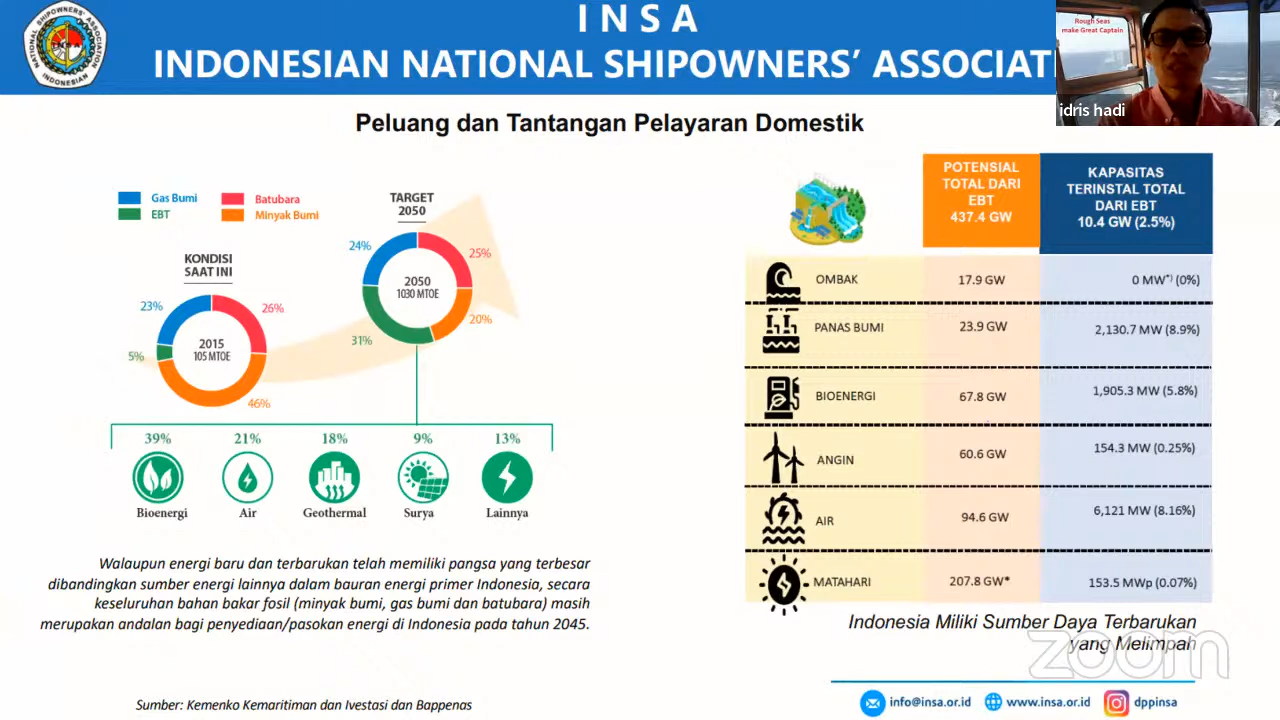 I N S A
INDONESIAN NATIONAL SHIPOWNERS’ ASSOCIAT
NATIONAL SHIPOWNERS' ASSOCIATION
INSA
INDONESIAN
Rough Seas
make Great Captain
idris hadi
Peluang dan Tantangan Pelayaran Domestik
Gas Bumi
Batubara
EBT
Minyak Bumi
TARGET
2050
24%
25%
2050
1030 MTOE
31%
20%
KONDISI
SAAT INI
23%
26%
2015
105 MTOE
5%
46%
39%
21%
18%
9%
13%
Bioenergi
Air
Geothermal
Surya
Lainnya
Walaupun energi baru dan terbarukan telah memiliki pangsa yang terbesar
dibandingkan sumber energi lainnya dalam bauran energi primer Indonesia, secara
keseluruhan bahan bakar fosil (minyak bumi, gas bumi dan batubara) masih
merupakan andalan bagi penyediaan/pasokan energi di Indonesia pada tahun 2045.
Sumber: Kemenko Kemaritiman dan Ivestasi dan Bappenas
POTENSIAL
TOTAL DARI
EBT
437.4 GW
KAPASITAS
TERINSTAL TOTAL
DARI EBT
10.4 GW (2.5%)
OMBAK 17.9 GW 0 MW*) (0%)
PANAS BUMI 23.9 GW 2,130.7 MW (8.9%)
BIOENERGI 67.8 GW 1,905.3 MW (5.8%)
ANGIN 60.6 GW 154.3 MW (0.25%)
AIR 94.6 GW 6,121 MW (8.16%)
MATAHARI 207.8 GW* 153.5 MWp (0.07%)
Indonesia Miliki Sumber Daya Terbarukan
yang Melimpah
zoom
info@insa.or.id www.insa.or.id dppinsa